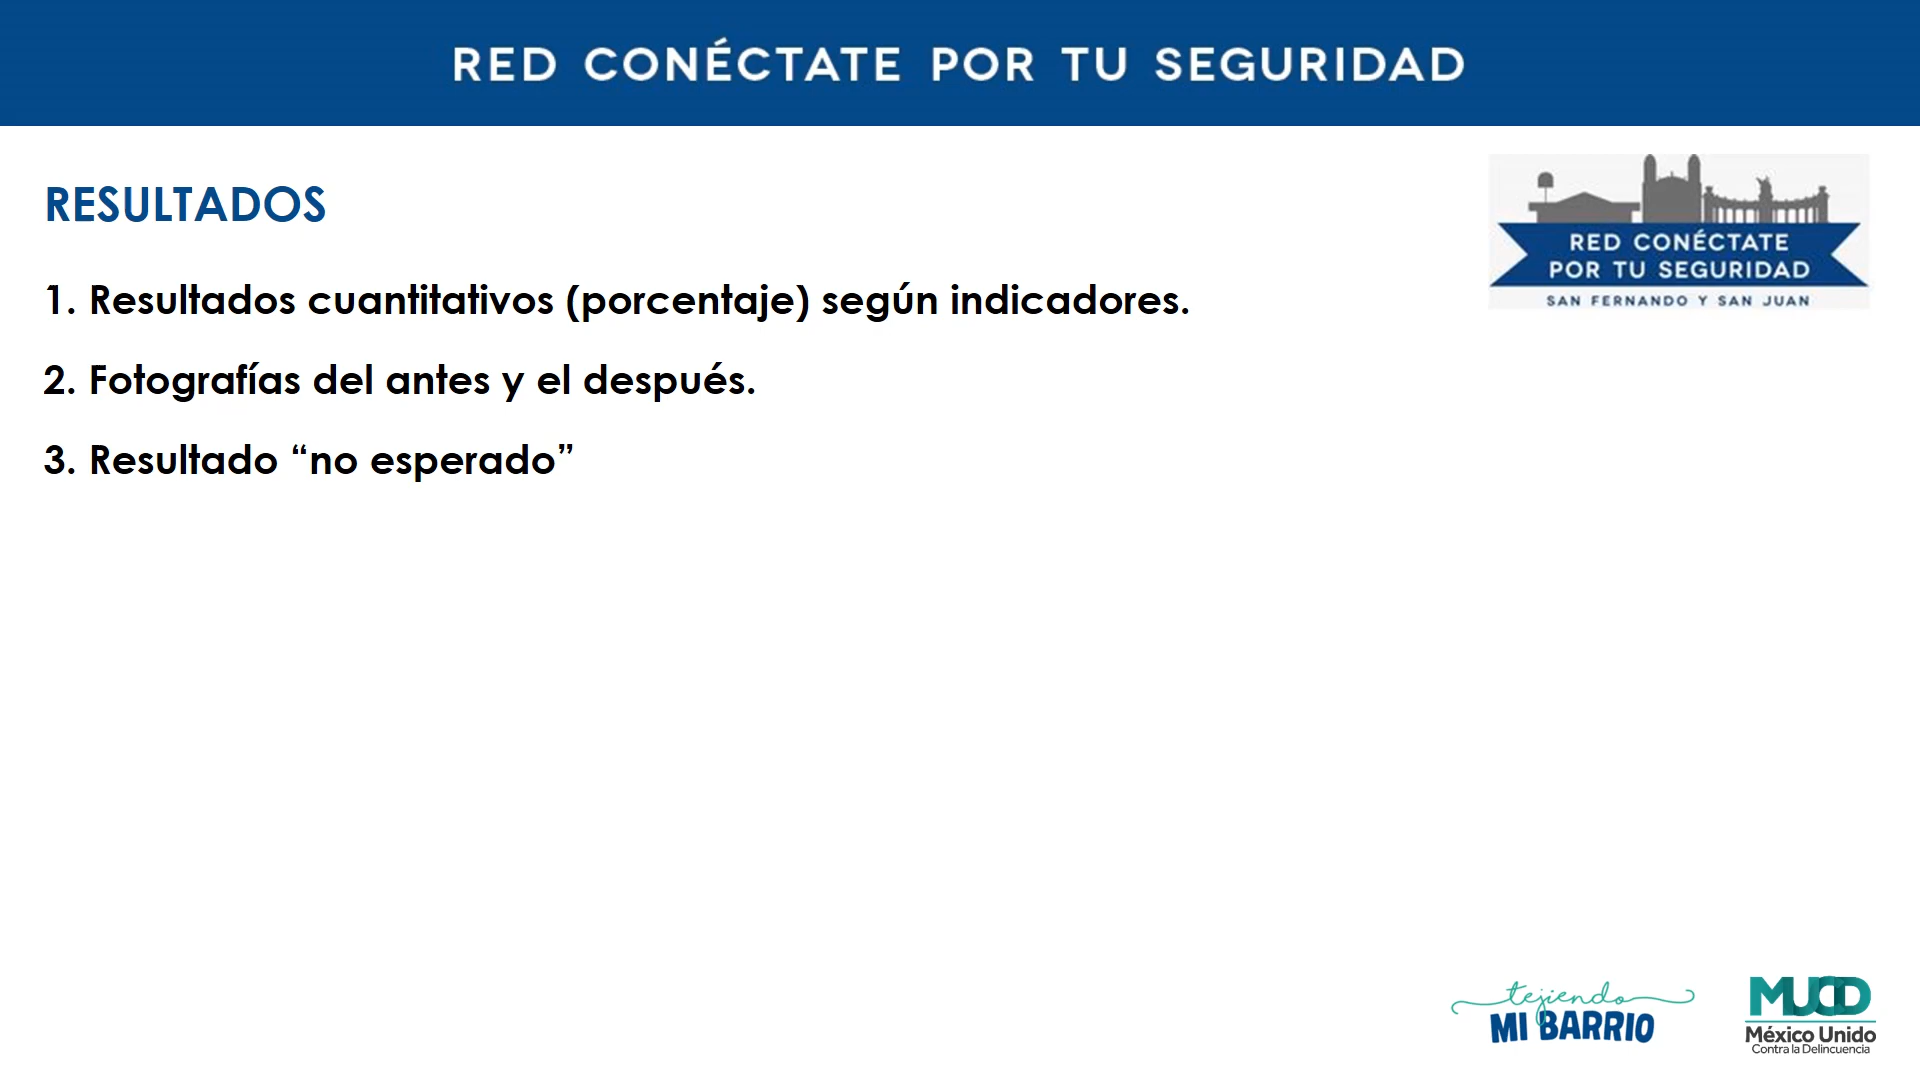 RED CONÉCTATE POR TU SEGURIDAD
RESULTADOS
RED CONÉCTATE
POR TU SEGURIDAD
SAN FERNANDO Y SAN JUAN
1. Resultados cuantitativos (porcentaje) según indicadores.
2. Fotografías del antes y el después.
3. Resultado “no esperado”
tejiendo
MI BARRIO
MUCD
México Unido
Contra la Delincuencia